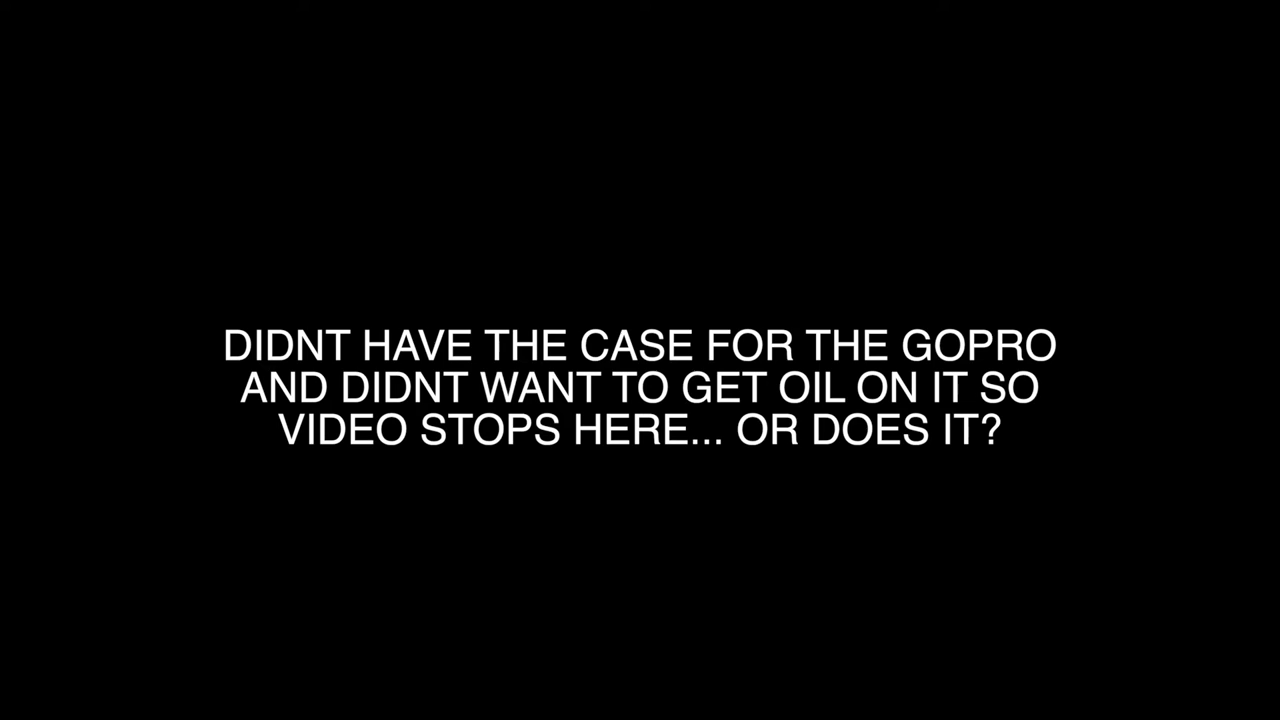 DIDNT HAVE THE CASE FOR THE GOPRO
AND DIDNT WANT TO GET OIL ON IT SO
VIDEO STOPS HERE... OR DOES IT?